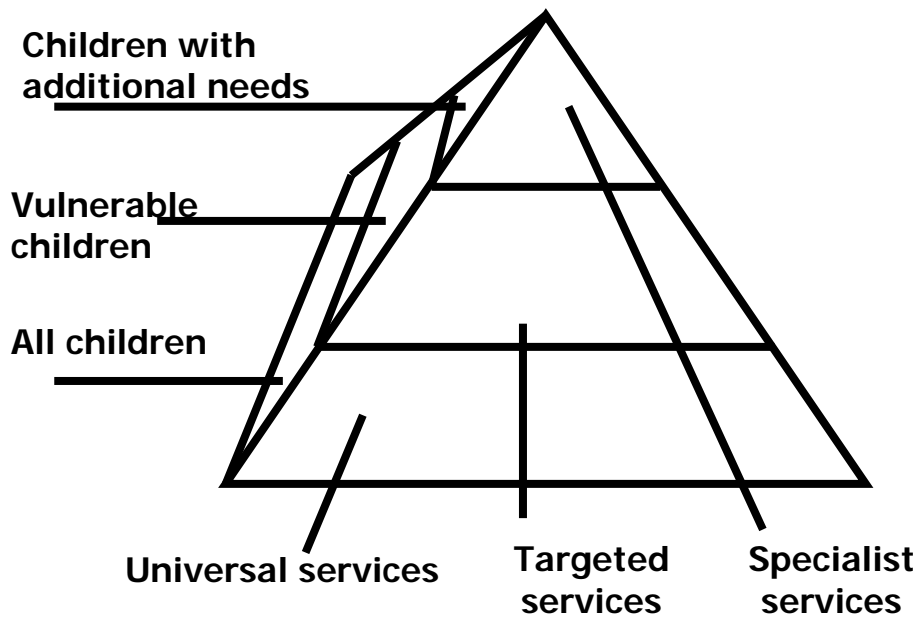 Children with
additional needs
Vulnerable
children
All children
Universal services
Targeted
services
Specialist
services